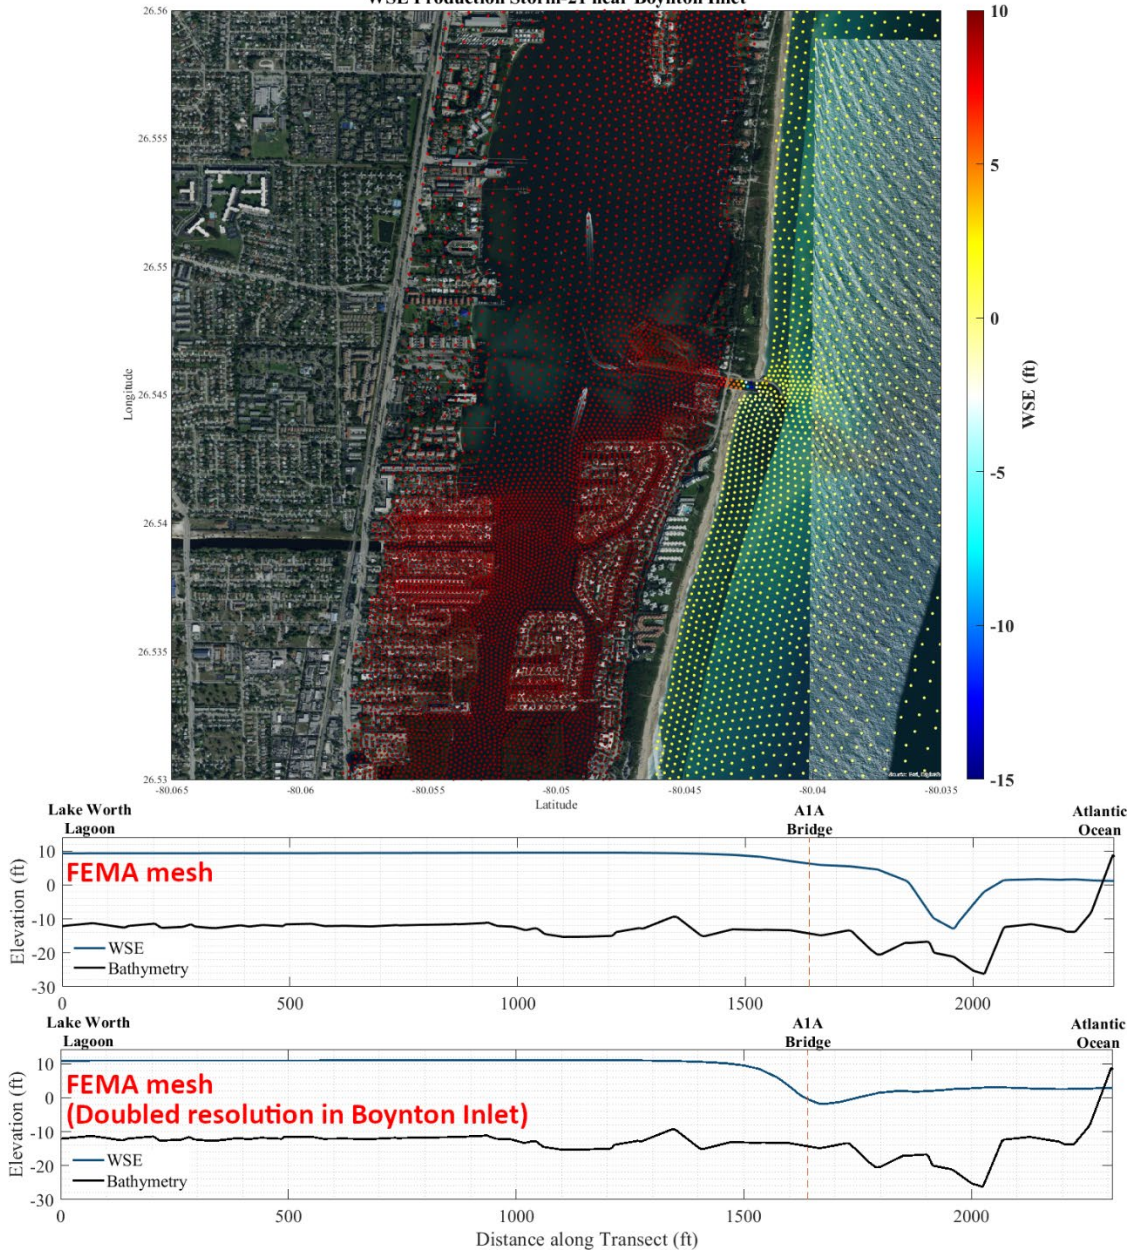 WSE Production Storm-21 near Boynton Inlet
26.56
26.555
26.55
26.545
26.54
26.535
26.53
Longitude
-80.065
-80.06
-80.055
-80.05
-80.045
-80.04
-80.035
Latitude
10
5
0
-5
-10
-15
WSE (ft)
Lake Worth
Lagoon
A1A
Bridge
Atlantic
Ocean
10
0
-10
-20
-30
Elevation (ft)
FEMA mesh
WSE
Bathymetry
0
500
1000
1500
2000
Lake Worth
Lagoon
A1A
Bridge
Atlantic
Ocean
10
0
-10
-20
-30
Elevation (ft)
FEMA mesh
(Doubled resolution in Boynton Inlet)
WSE
Bathymetry
0
500
1000
1500
2000
Distance along Transect (ft)